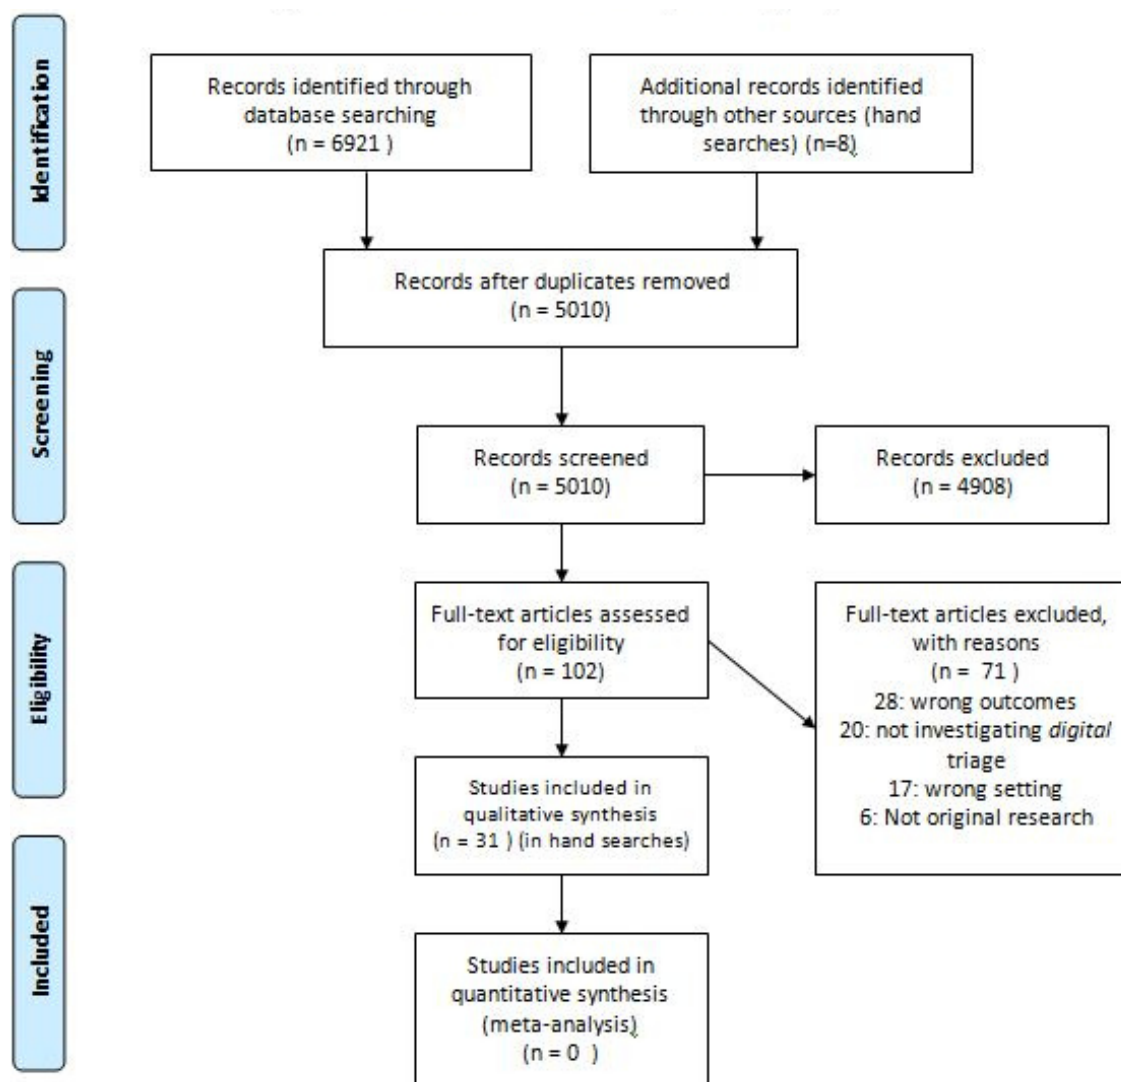 Identification
Records identified through
database searching
(n = 6921 )
Additional records identified
through other sources (hand
searches) (n=8)
Records after duplicates removed
(n = 5010)
Screening
Records screened
(n = 5010)
Records excluded
(n = 4908)
Eligibility
Full-text articles assessed
for eligibility
(n = 102)
Full-text articles excluded,
with reasons
(n = 71 )
28: wrong outcomes
20: not investigating digital
triage
17: wrong setting
6: Not original research
Studies included in
qualitative synthesis
(n = 31 ) (in hand searches)
Included
Studies included in
quantitative synthesis
(meta-analysis)
(n = 0 )